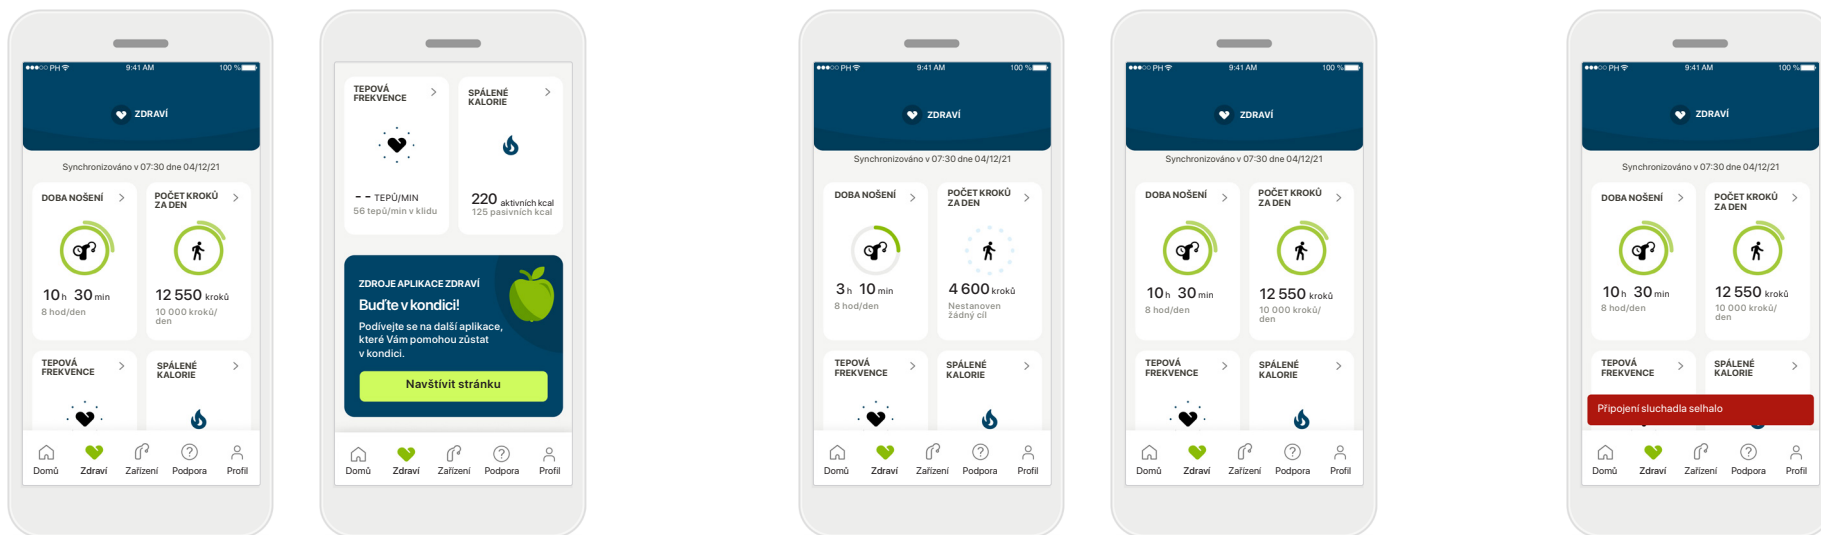 PH
9:41 AM
100 %
ZDRAVÍ
Synchronizováno v 07:30 dne 04/12/21
DOBA NOŠENÍ
POČET KROKŮ
ZA DEN
10 h 30 min
8 hod/den
12 550 kroků
10 000 kroků/
den
TEPOVÁ
FREKVENCE
SPÁLENÉ
KALORIE
Domů
Zdraví
Zařízení
Podpora
Profil
TEPOVÁ
FREKVENCE
SPÁLENÉ
KALORIE
- - TEPŮ/MIN
56 tepů/min v klidu
220 aktivních kcal
125 pasivních kcal
ZDROJE APLIKACE ZDRAVÍ
Buďte v kondici!
Podívejte se na další aplikace,
které Vám pomohou zůstat
v kondici.
Navštívit stránku
Domů
Zdraví
Zařízení
Podpora
Profil
PH
9:41 AM
100 %
ZDRAVÍ
Synchronizováno v 07:30 dne 04/12/21
DOBA NOŠENÍ
POČET KROKŮ
ZA DEN
3 h 10 min
8 hod/den
4 600 kroků
Nestanoven
žádný cíl
TEPOVÁ
FREKVENCE
SPÁLENÉ
KALORIE
Domů
Zdraví
Zařízení
Podpora
Profil
PH
9:41 AM
100 %
ZDRAVÍ
Synchronizováno v 07:30 dne 04/12/21
DOBA NOŠENÍ
POČET KROKŮ
ZA DEN
10 h 30 min
8 hod/den
12 550 kroků
10 000 kroků/
den
TEPOVÁ
FREKVENCE
SPÁLENÉ
KALORIE
Domů
Zdraví
Zařízení
Podpora
Profil
PH
9:41 AM
100 %
ZDRAVÍ
Synchronizováno v 07:30 dne 04/12/21
DOBA NOŠENÍ
POČET KROKŮ
ZA DEN
10 h 30 min
8 hod/den
12 550 kroků
10 000 kroků/
den
TEPOVÁ
FREKVENCE
SPÁLENÉ
KALORIE
Připojení sluchadla selhalo
Domů
Zdraví
Zařízení
Podpora
Profil